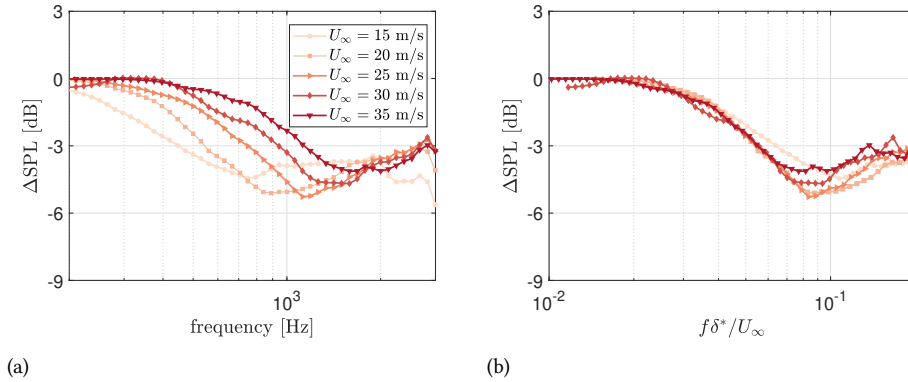 3
0
-3
-6
-9
ΔSPL [dB]
10³
frequency [Hz]
U∞ = 15 m/s
U∞ = 20 m/s
U∞ = 25 m/s
U∞ = 30 m/s
U∞ = 35 m/s
(a)
3
0
-3
-6
-9
ΔSPL [dB]
10⁻² 10⁻¹
fδ*/U∞
(b)